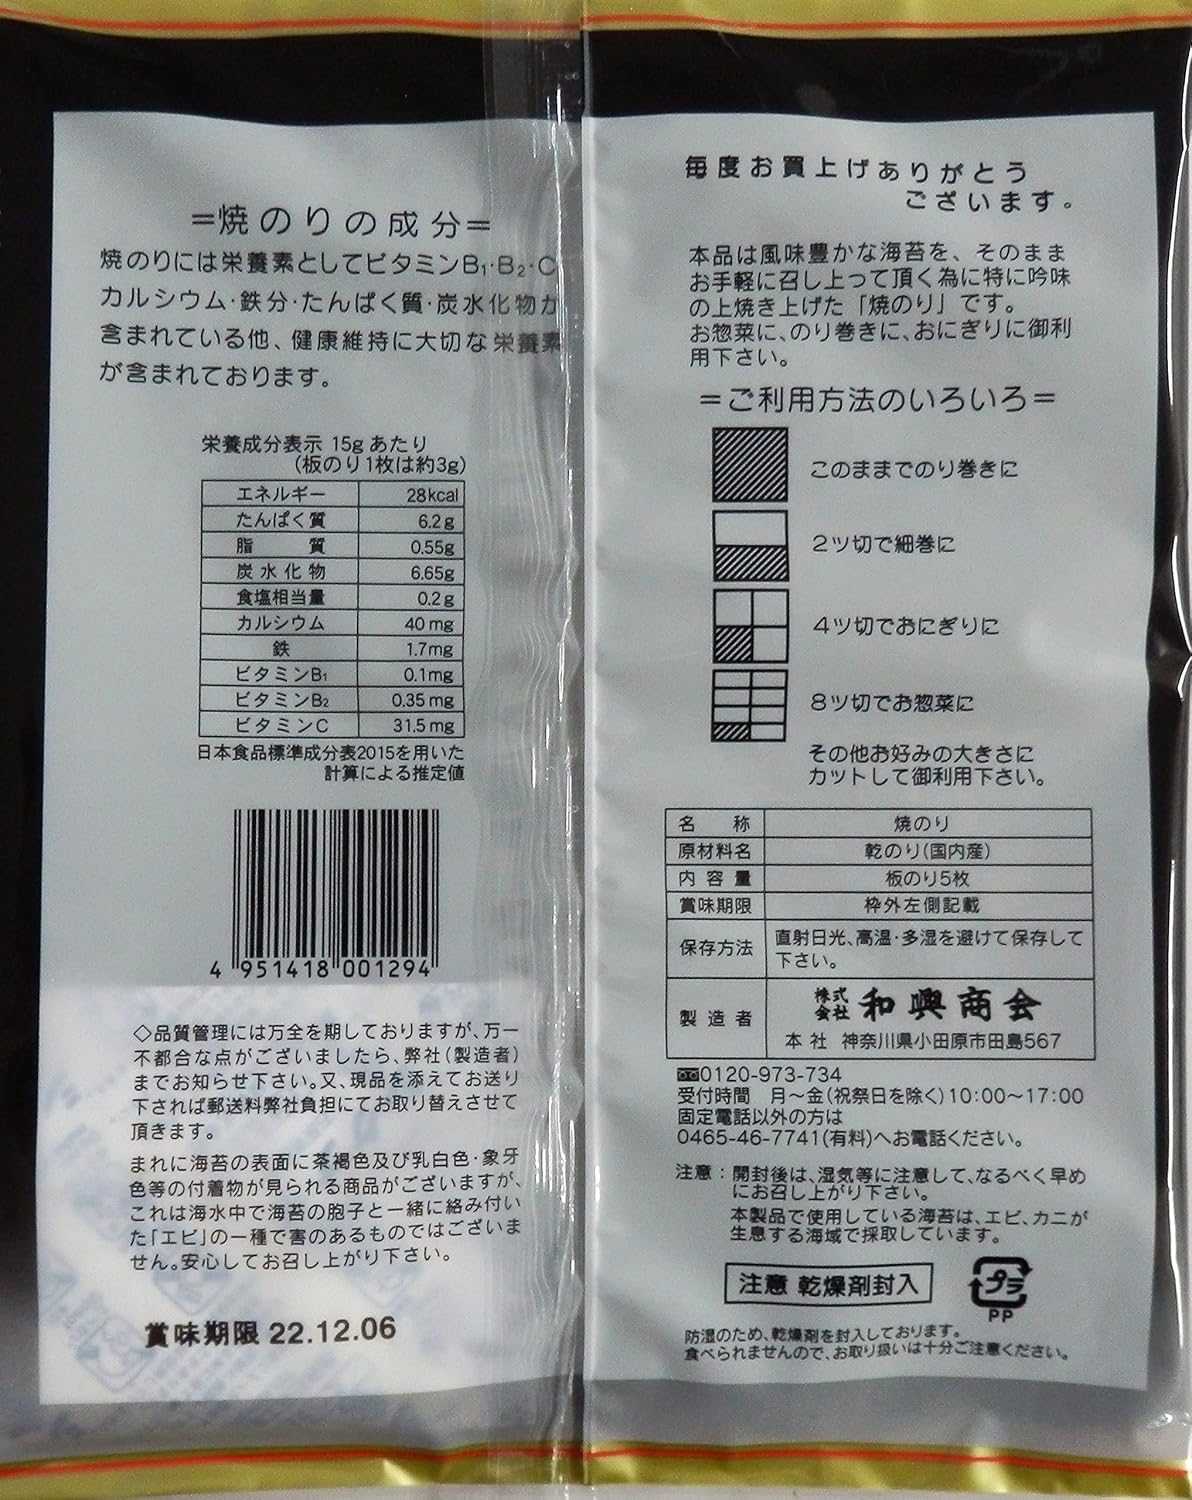 =焼のりの成分=
焼のりには栄養素としてビタミンB₁·B₂·C
カルシウム·鉄分·たんぱく質·炭水化物が
含まれている他、健康維持に大切な栄養素
が含まれております。
栄養成分表示 15gあたり
(板のり1枚は約3g)
エネルギー 28kcal
たんぱく質 6.2g
脂 質 0.55g
炭水化物 6.65g
食塩相当量 0.2g
カルシウム 40mg
鉄 1.7mg
ビタミンB₁ 0.1mg
ビタミンB₂ 0.35mg
ビタミンC 31.5mg
日本食品標準成分表2015を用いた
計算による推定値
4 951418 001294
◇品質管理には万全を期しておりますが、万一
不都合な点がございましたら、弊社(製造者)
までお知らせ下さい。又、現品を添えてお送り
下されば郵送料弊社負担にてお取り替えさせて
頂きます。
まれに海苔の表面に茶褐色及び乳白色·象牙
色等の付着物が見られる商品がございますが、
これは海水中で海苔の胞子と一緒に絡み付い
た「エビ」の一種で害のあるものではございま
せん。安心してお召し上がり下さい。
賞味期限 22.12.06
毎度お買上げありがとう
ございます。
本品は風味豊かな海苔を、そのまま
お手軽に召し上って頂く為に特に吟味
の上焼き上げた「焼のり」です。
お惣菜に、のり巻きに、おにぎりに御利
用下さい。
=ご利用方法のいろいろ=
このままでのり巻きに
2ツ切で細巻に
4ツ切でおにぎりに
8ツ切でお惣菜に
その他お好みの大きさに
カットして御利用下さい。
名 称 焼のり
原材料名 乾のり(国内産)
内容量 板のり5枚
賞味期限 枠外左側記載
保存方法 直射日光、高温·多湿を避けて保存して
下さい。
製造者 株式会社 和興商会
本社 神奈川県小田原市田島567
0120-973-734
受付時間 月〜金(祝祭日を除く)10:00〜17:00
固定電話以外の方は
0465-46-7741(有料)へお電話ください。
注意:開封後は、湿気等に注意して、なるべく早め
にお召し上がり下さい。
本製品で使用している海苔は、エビ、カニが
生息する海域で採取しています。
注意 乾燥剤封入
プラ
PP
防湿のため、乾燥剤を封入しております。
食べられませんので、お取り扱いは十分ご注意ください。